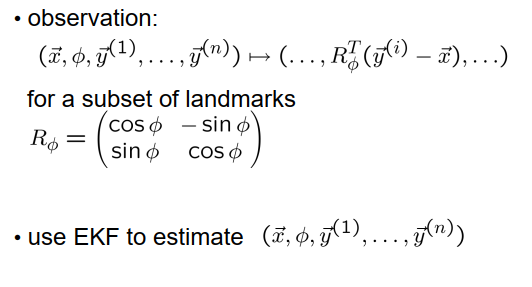 • observation:
(x⃗, ϕ, y⃗⁽¹⁾, . . . , y⃗⁽ⁿ⁾) ↦ (. . . , R_ϕ^T(y⃗⁽ⁱ⁾ − x⃗), . . .)
for a subset of landmarks
R_ϕ = (cos ϕ − sin ϕ
sin ϕ cos ϕ)
• use EKF to estimate (x⃗, ϕ, y⃗⁽¹⁾, . . . , y⃗⁽ⁿ⁾)